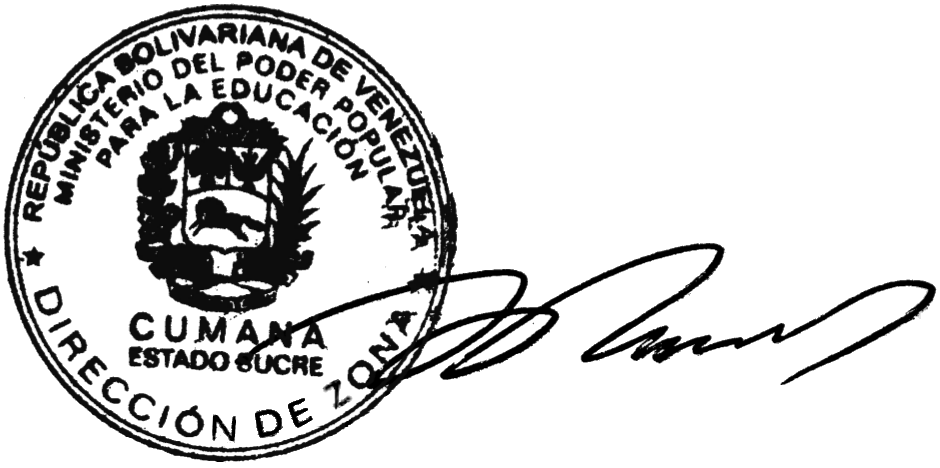 REPÚBLICA BOLIVARIANA DE VENEZUELA
MINISTERIO DEL PODER POPULAR
PARA LA EDUCACIÓN
CUMANA
ESTADO SUCRE
DIRECCIÓN DE ZONA